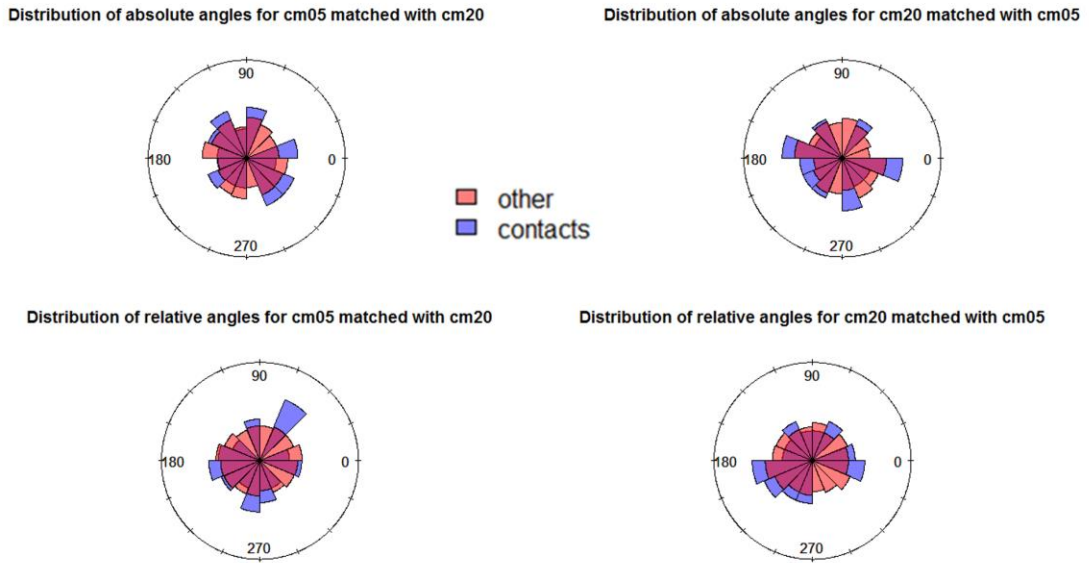 Distribution of absolute angles for cm05 matched with cm20
Distribution of absolute angles for cm20 matched with cm05
90
180
0
270
90
180
0
270
other
contacts
Distribution of relative angles for cm05 matched with cm20
Distribution of relative angles for cm20 matched with cm05
90
180
0
270
90
180
0
270